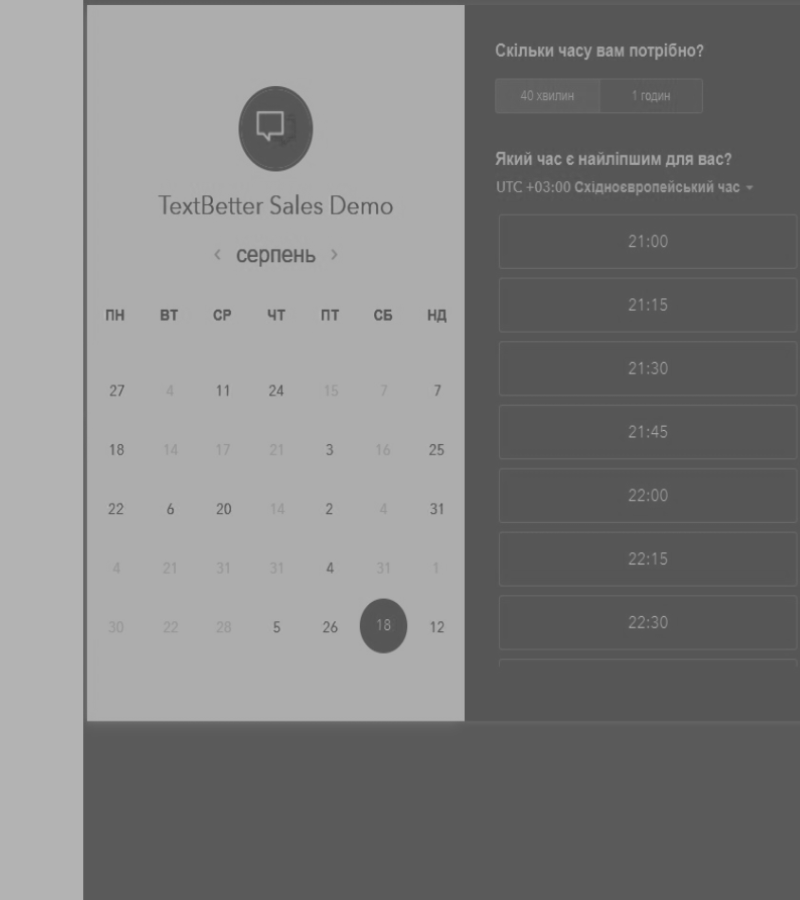 TextBetter Sales Demo
серпень
ПН ВТ СР ЧТ ПТ СБ НД
27 4 11 24 15 7 7
18 14 17 21 3 16 25
22 6 20 14 2 4 31
4 21 31 31 4 31 1
30 22 28 5 26 18 12
Скільки часу вам потрібно?
40 хвилин 1 годин
Який час є найліпшим для вас?
UTC +03:00 Східноєвропейський час
21:00
21:15
21:30
21:45
22:00
22:15
22:30